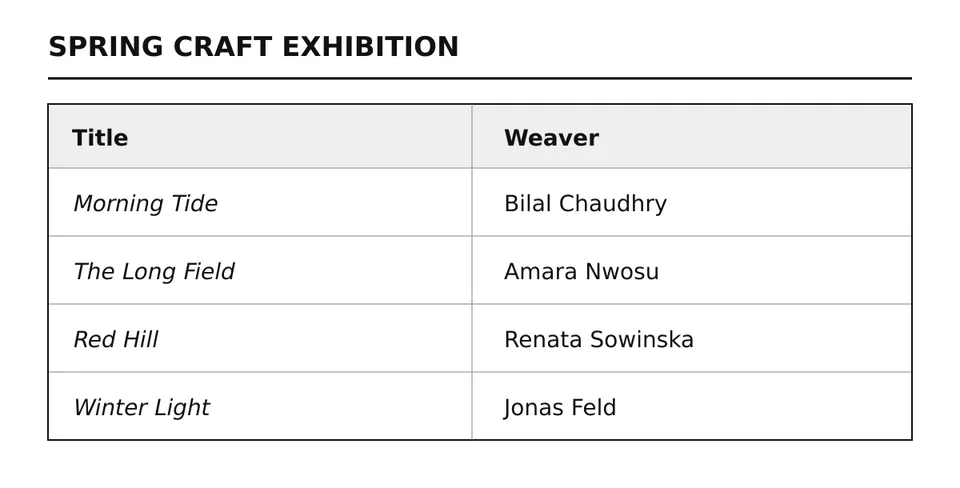 SPRING CRAFT EXHIBITION
Title Weaver
Morning Tide Bilal Chaudhry
The Long Field Amara Nwosu
Red Hill Renata Sowinska
Winter Light Jonas Feld